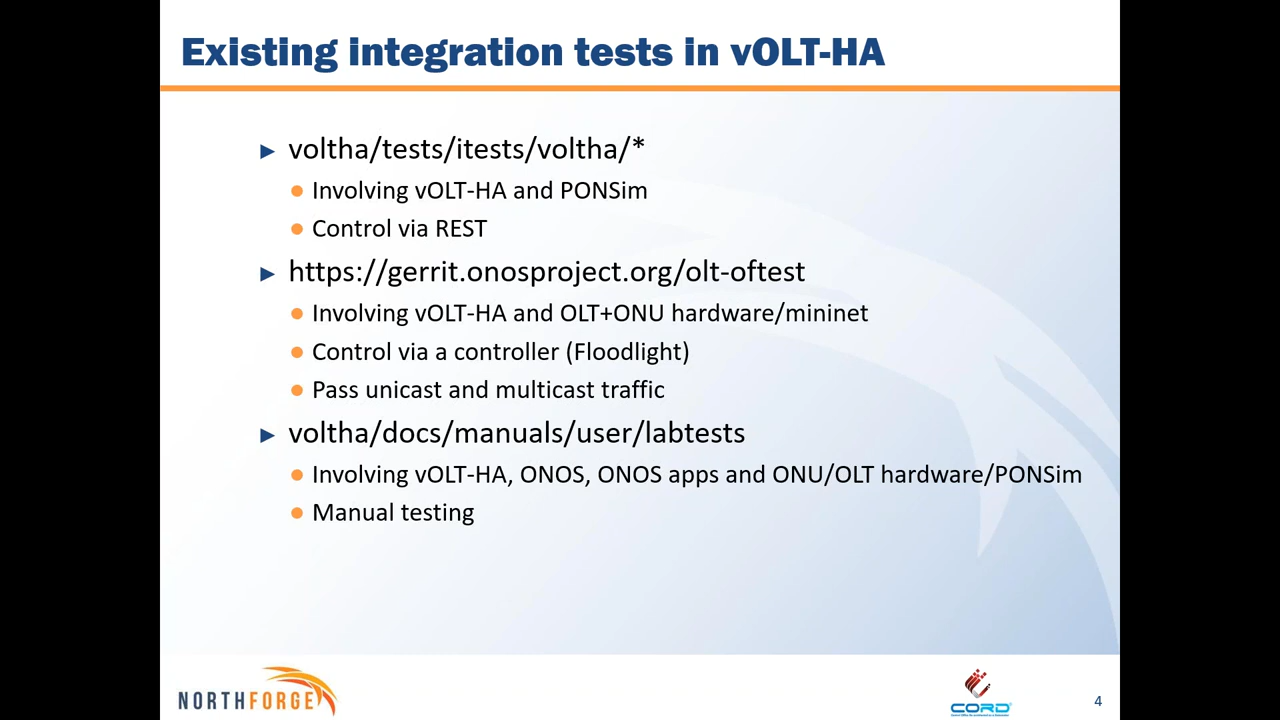 Existing integration tests in vOLT-HA
voltha/tests/itests/voltha/*
Involving vOLT-HA and PONSim
Control via REST
https://gerrit.onosproject.org/olt-oftest
Involving vOLT-HA and OLT+ONU hardware/mininet
Control via a controller (Floodlight)
Pass unicast and multicast traffic
voltha/docs/manuals/user/labtests
Involving vOLT-HA, ONOS, ONOS apps and ONU/OLT hardware/PONSim
Manual testing
NORTHFORGE
CORD
4